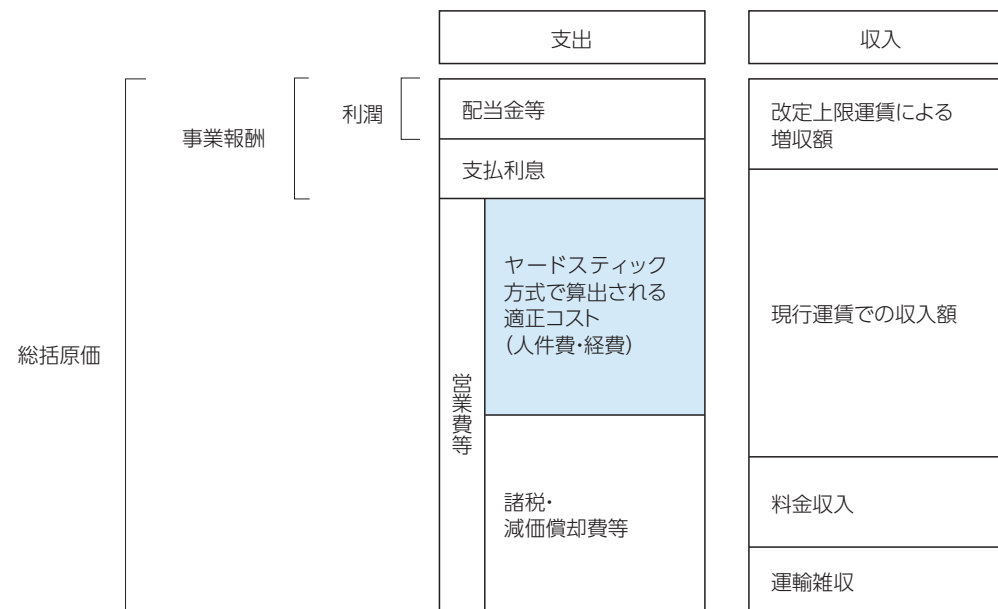 支出
収入
総括原価
事業報酬
利潤
配当金等
支払利息
営業費等
ヤードスティック
方式で算出される
適正コスト
（人件費・経費）
諸税・
減価償却費等
改定上限運賃による
増収額
現行運賃での収入額
料金収入
運輸雑収